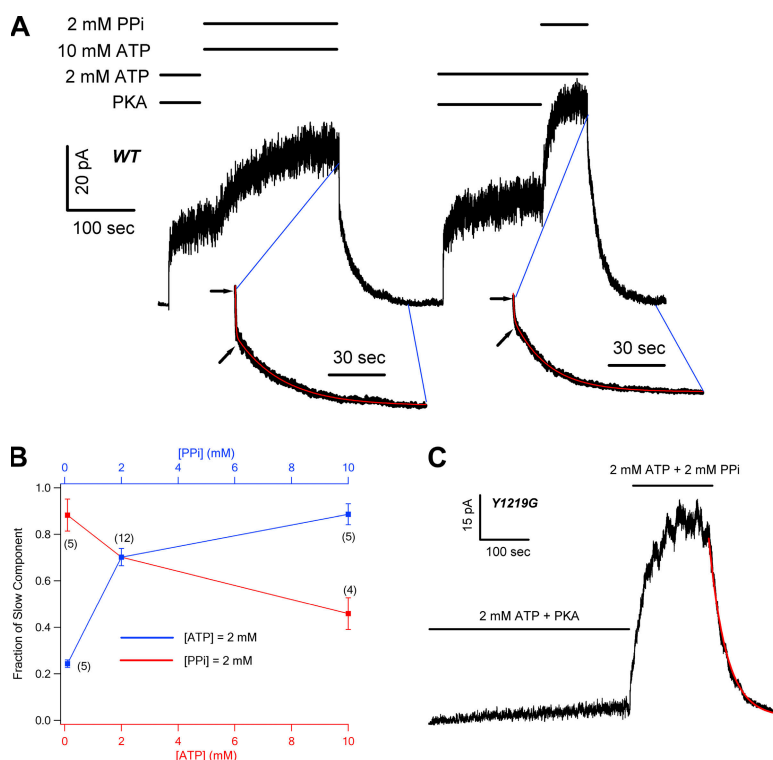 A
2 mM PPi
10 mM ATP
2 mM ATP
PKA
WT
20 pA
100 sec
30 sec
30 sec
B
[PPi] (mM)
0 2 4 6 8 10
Fraction of Slow Component
1.0
0.8
0.6
0.4
0.2
0.0
(5)
(12)
(5)
(4)
(5)
[ATP] = 2 mM
[PPi] = 2 mM
0 2 4 6 8 10
[ATP] (mM)
C
2 mM ATP + 2 mM PPi
Y1219G
15 pA
100 sec
2 mM ATP + PKA